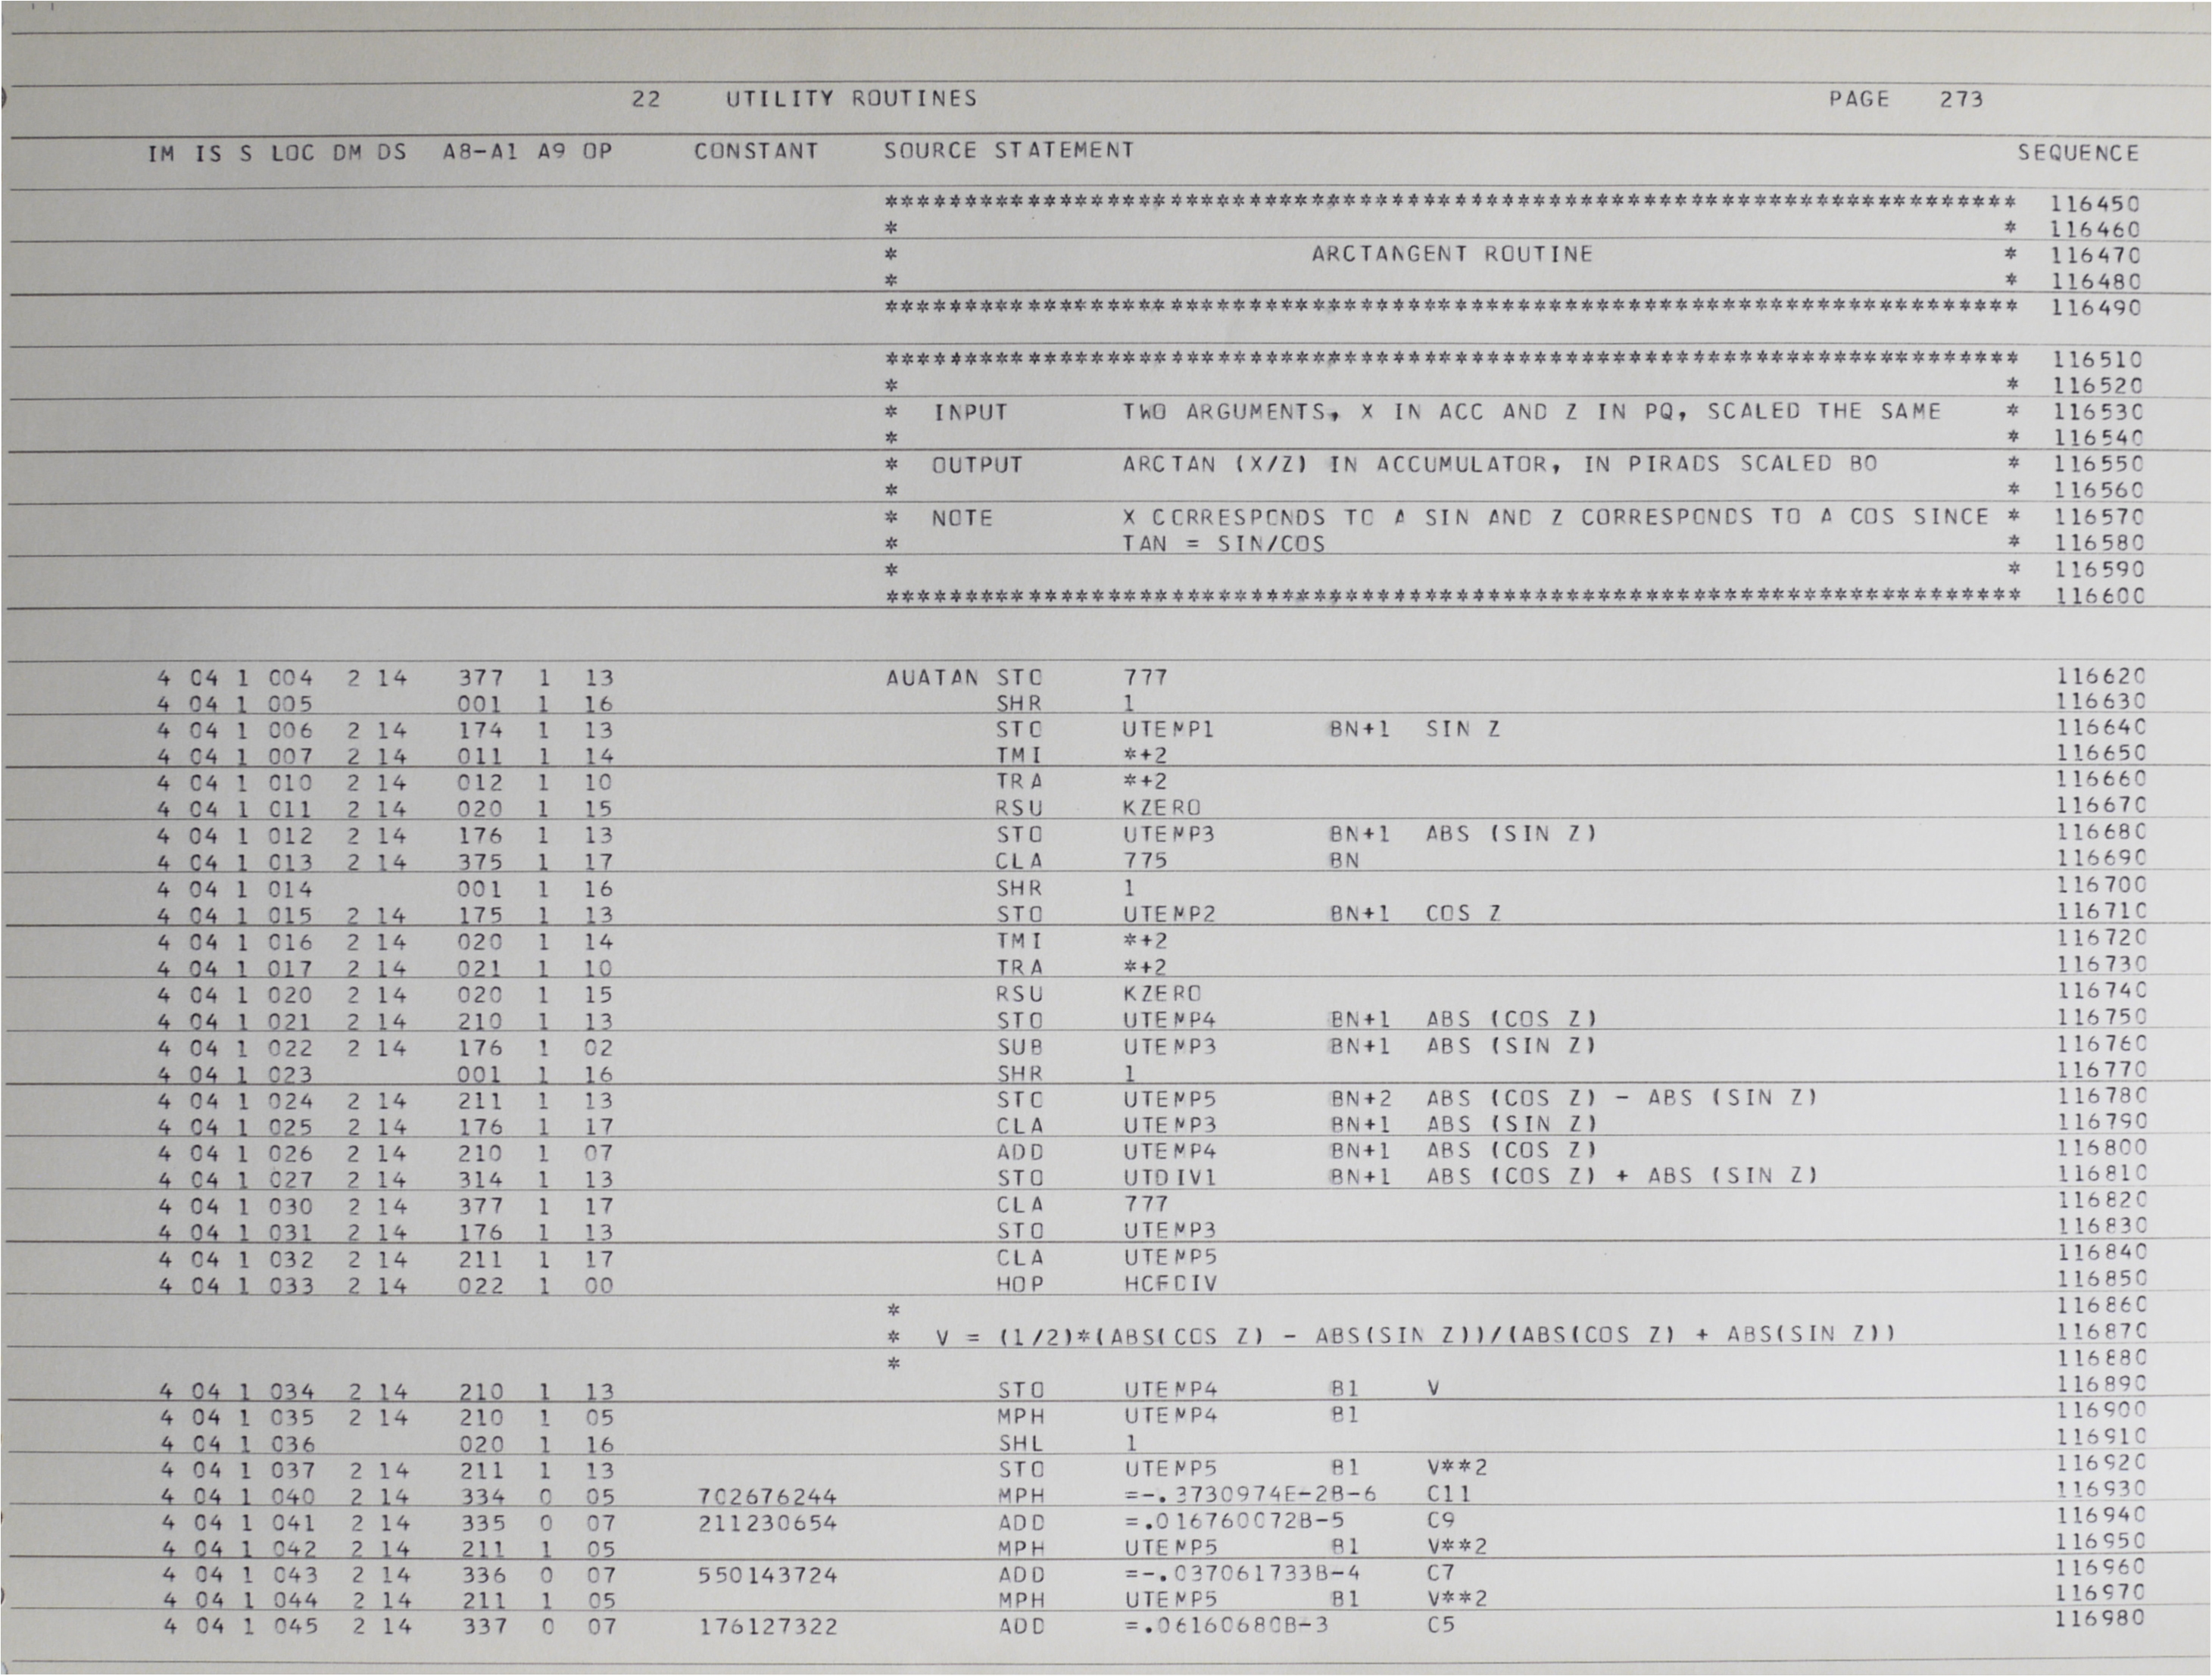 22 UTILITY ROUTINES PAGE 273
IM IS S LOC DM DS A8-A1 A9 OP CONSTANT SOURCE STATEMENT SEQUENCE
*********************************************************************** 116450
* * 116460
* ARCTANGENT ROUTINE * 116470
* * 116480
*********************************************************************** 116490
*********************************************************************** 116510
* * 116520
* INPUT TWO ARGUMENTS, X IN ACC AND Z IN PQ, SCALED THE SAME * 116530
* * 116540
* OUTPUT ARCTAN (X/Z) IN ACCUMULATOR, IN PIRADS SCALED B0 * 116550
* * 116560
* NOTE X CORRESPONDS TO A SIN AND Z CORRESPONDS TO A COS SINCE * 116570
* TAN = SIN/COS * 116580
* * 116590
*********************************************************************** 116600
4 04 1 004 2 14 377 1 13 AUATAN STO 777 116620
4 04 1 005 001 1 16 SHR 1 116630
4 04 1 006 2 14 174 1 13 STO UTEMP1 BN+1 SIN Z 116640
4 04 1 007 2 14 011 1 14 TMI *+2 116650
4 04 1 010 2 14 012 1 10 TRA *+2 116660
4 04 1 011 2 14 020 1 15 RSU KZERO 116670
4 04 1 012 2 14 176 1 13 STO UTEMP3 BN+1 ABS (SIN Z) 116680
4 04 1 013 2 14 375 1 17 CLA 775 BN 116690
4 04 1 014 001 1 16 SHR 1 116700
4 04 1 015 2 14 175 1 13 STO UTEMP2 BN+1 COS Z 116710
4 04 1 016 2 14 020 1 14 TMI *+2 116720
4 04 1 017 2 14 021 1 10 TRA *+2 116730
4 04 1 020 2 14 020 1 15 RSU KZERO 116740
4 04 1 021 2 14 210 1 13 STO UTEMP4 BN+1 ABS (COS Z) 116750
4 04 1 022 2 14 176 1 02 SUB UTEMP3 BN+1 ABS (SIN Z) 116760
4 04 1 023 001 1 16 SHR 1 116770
4 04 1 024 2 14 211 1 13 STO UTEMP5 BN+2 ABS (COS Z) - ABS (SIN Z) 116780
4 04 1 025 2 14 176 1 17 CLA UTEMP3 BN+1 ABS (SIN Z) 116790
4 04 1 026 2 14 210 1 07 ADD UTEMP4 BN+1 ABS (COS Z) 116800
4 04 1 027 2 14 314 1 13 STO UTDIV1 BN+1 ABS (COS Z) + ABS (SIN Z) 116810
4 04 1 030 2 14 377 1 17 CLA 777 116820
4 04 1 031 2 14 176 1 13 STO UTEMP3 116830
4 04 1 032 2 14 211 1 17 CLA UTEMP5 116840
4 04 1 033 2 14 022 1 00 HOP HCFDIV 116850
* 116860
* V = (1/2)*(ABS(COS Z) - ABS(SIN Z))/(ABS(COS Z) + ABS(SIN Z)) 116870
* 116880
4 04 1 034 2 14 210 1 13 STO UTEMP4 B1 V 116890
4 04 1 035 2 14 210 1 05 MPH UTEMP4 B1 116900
4 04 1 036 020 1 16 SHL 1 116910
4 04 1 037 2 14 211 1 13 STO UTEMP5 B1 V**2 116920
4 04 1 040 2 14 334 0 05 702676244 MPH =-.3730974E-2B-6 C11 116930
4 04 1 041 2 14 335 0 07 211230654 ADD =.016760072B-5 C9 116940
4 04 1 042 2 14 211 1 05 MPH UTEMP5 B1 V**2 116950
4 04 1 043 2 14 336 0 07 550143724 ADD =-.037061733B-4 C7 116960
4 04 1 044 2 14 211 1 05 MPH UTEMP5 B1 V**2 116970
4 04 1 045 2 14 337 0 07 176127322 ADD =.06160680B-3 C5 116980